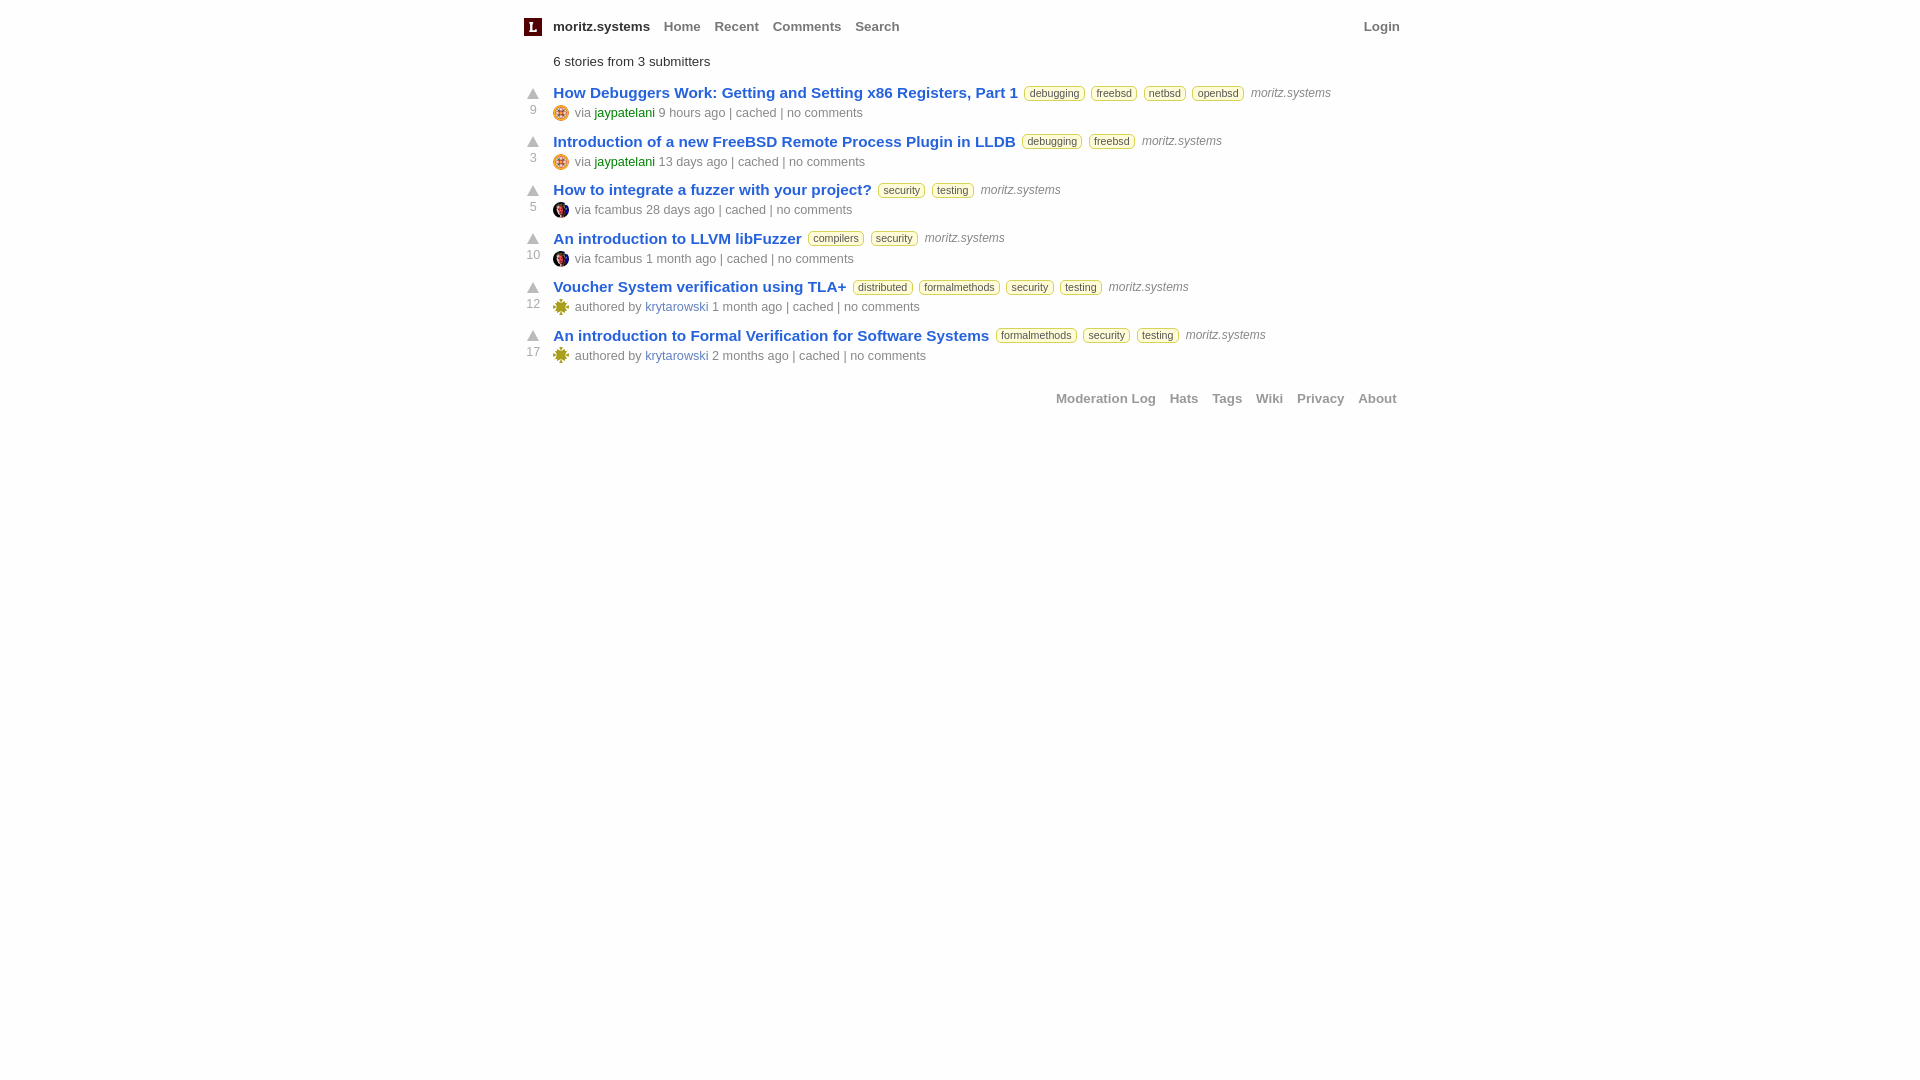 L moritz.systems Home Recent Comments Search Login
6 stories from 3 submitters
How Debuggers Work: Getting and Setting x86 Registers, Part 1 debugging freebsd netbsd openbsd moritz.systems
9 via jaypatelani 9 hours ago | cached | no comments
Introduction of a new FreeBSD Remote Process Plugin in LLDB debugging freebsd moritz.systems
3 via jaypatelani 13 days ago | cached | no comments
How to integrate a fuzzer with your project? security testing moritz.systems
5 via fcambus 28 days ago | cached | no comments
An introduction to LLVM libFuzzer compilers security moritz.systems
10 via fcambus 1 month ago | cached | no comments
Voucher System verification using TLA+ distributed formalmethods security testing moritz.systems
12 authored by krytarowski 1 month ago | cached | no comments
An introduction to Formal Verification for Software Systems formalmethods security testing moritz.systems
17 authored by krytarowski 2 months ago | cached | no comments
Moderation Log Hats Tags Wiki Privacy About